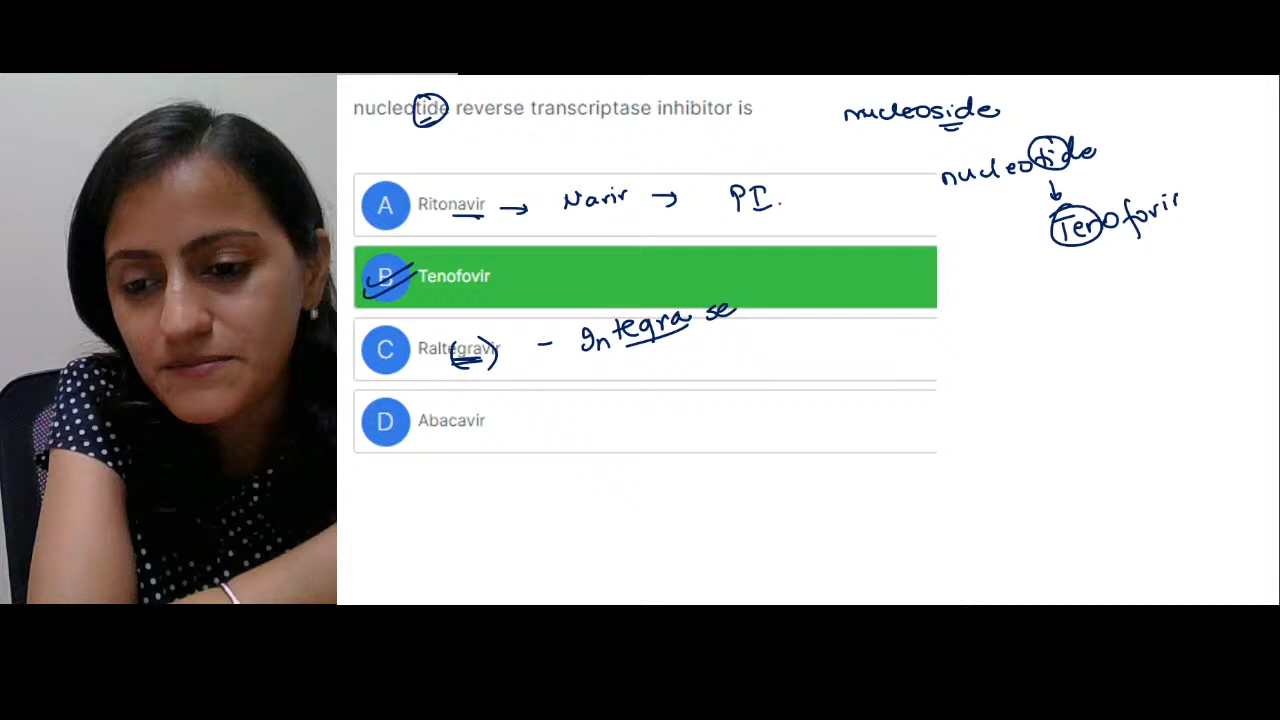 nucleotide reverse transcriptase inhibitor is
nucleoside
nucleotide
Tenofovir
A Ritonavir → Navir → PI.
B Tenofovir
C Raltegravir - Integrase
D Abacavir